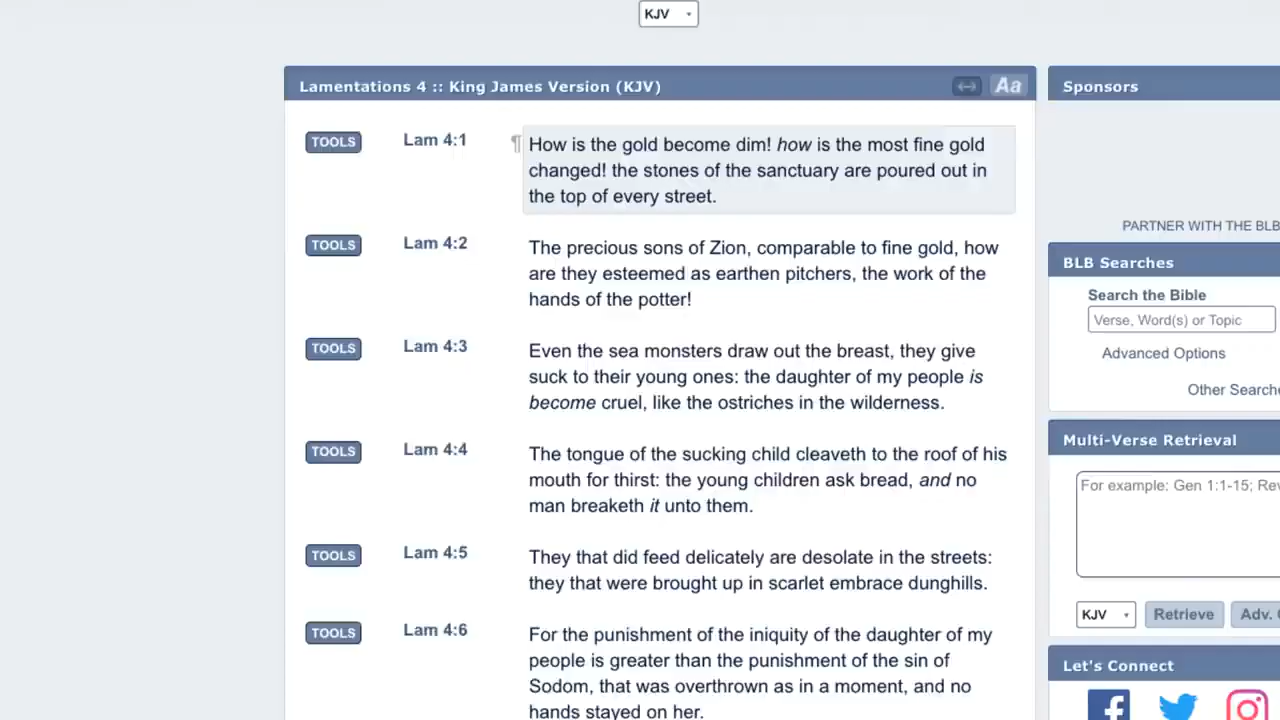 KJV
Lamentations 4 :: King James Version (KJV)
Aa
TOOLS
Lam 4:1
¶
How is the gold become dim! how is the most fine gold
changed! the stones of the sanctuary are poured out in
the top of every street.
TOOLS
Lam 4:2
The precious sons of Zion, comparable to fine gold, how
are they esteemed as earthen pitchers, the work of the
hands of the potter!
TOOLS
Lam 4:3
Even the sea monsters draw out the breast, they give
suck to their young ones: the daughter of my people is
become cruel, like the ostriches in the wilderness.
TOOLS
Lam 4:4
The tongue of the sucking child cleaveth to the roof of his
mouth for thirst: the young children ask bread, and no
man breaketh it unto them.
TOOLS
Lam 4:5
They that did feed delicately are desolate in the streets:
they that were brought up in scarlet embrace dunghills.
TOOLS
Lam 4:6
For the punishment of the iniquity of the daughter of my
people is greater than the punishment of the sin of
Sodom, that was overthrown as in a moment, and no
hands stayed on her.
Sponsors
PARTNER WITH THE BLB
BLB Searches
Search the Bible
Verse, Word(s) or Topic
Advanced Options
Other Searche
Multi-Verse Retrieval
For example: Gen 1:1-15; Rev
KJV
Retrieve
Adv.
Let's Connect